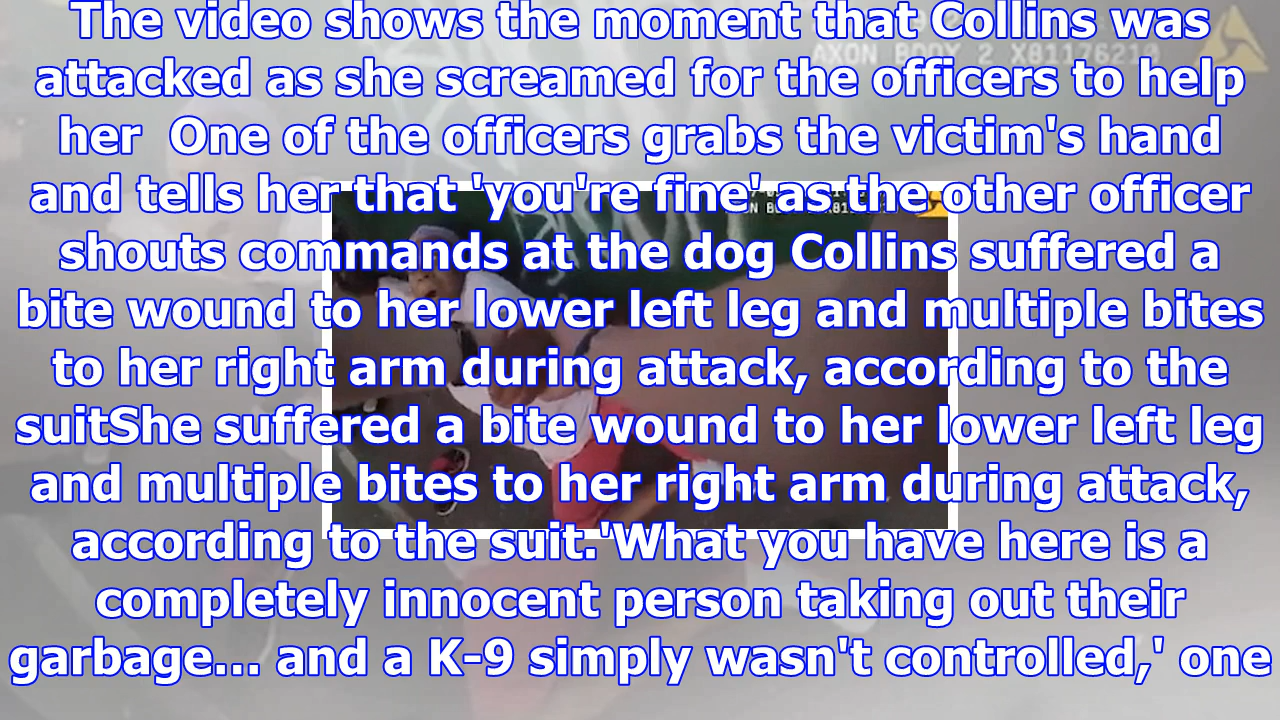 The video shows the moment that Collins was
attacked as she screamed for the officers to help
her  One of the officers grabs the victim's hand
and tells her that 'you're fine' as the other officer
shouts commands at the dog Collins suffered a
bite wound to her lower left leg and multiple bites
to her right arm during attack, according to the
suitShe suffered a bite wound to her lower left leg
and multiple bites to her right arm during attack,
according to the suit.'What you have here is a
completely innocent person taking out their
garbage... and a K-9 simply wasn't controlled,' one
AXON BODY 2 X81176210